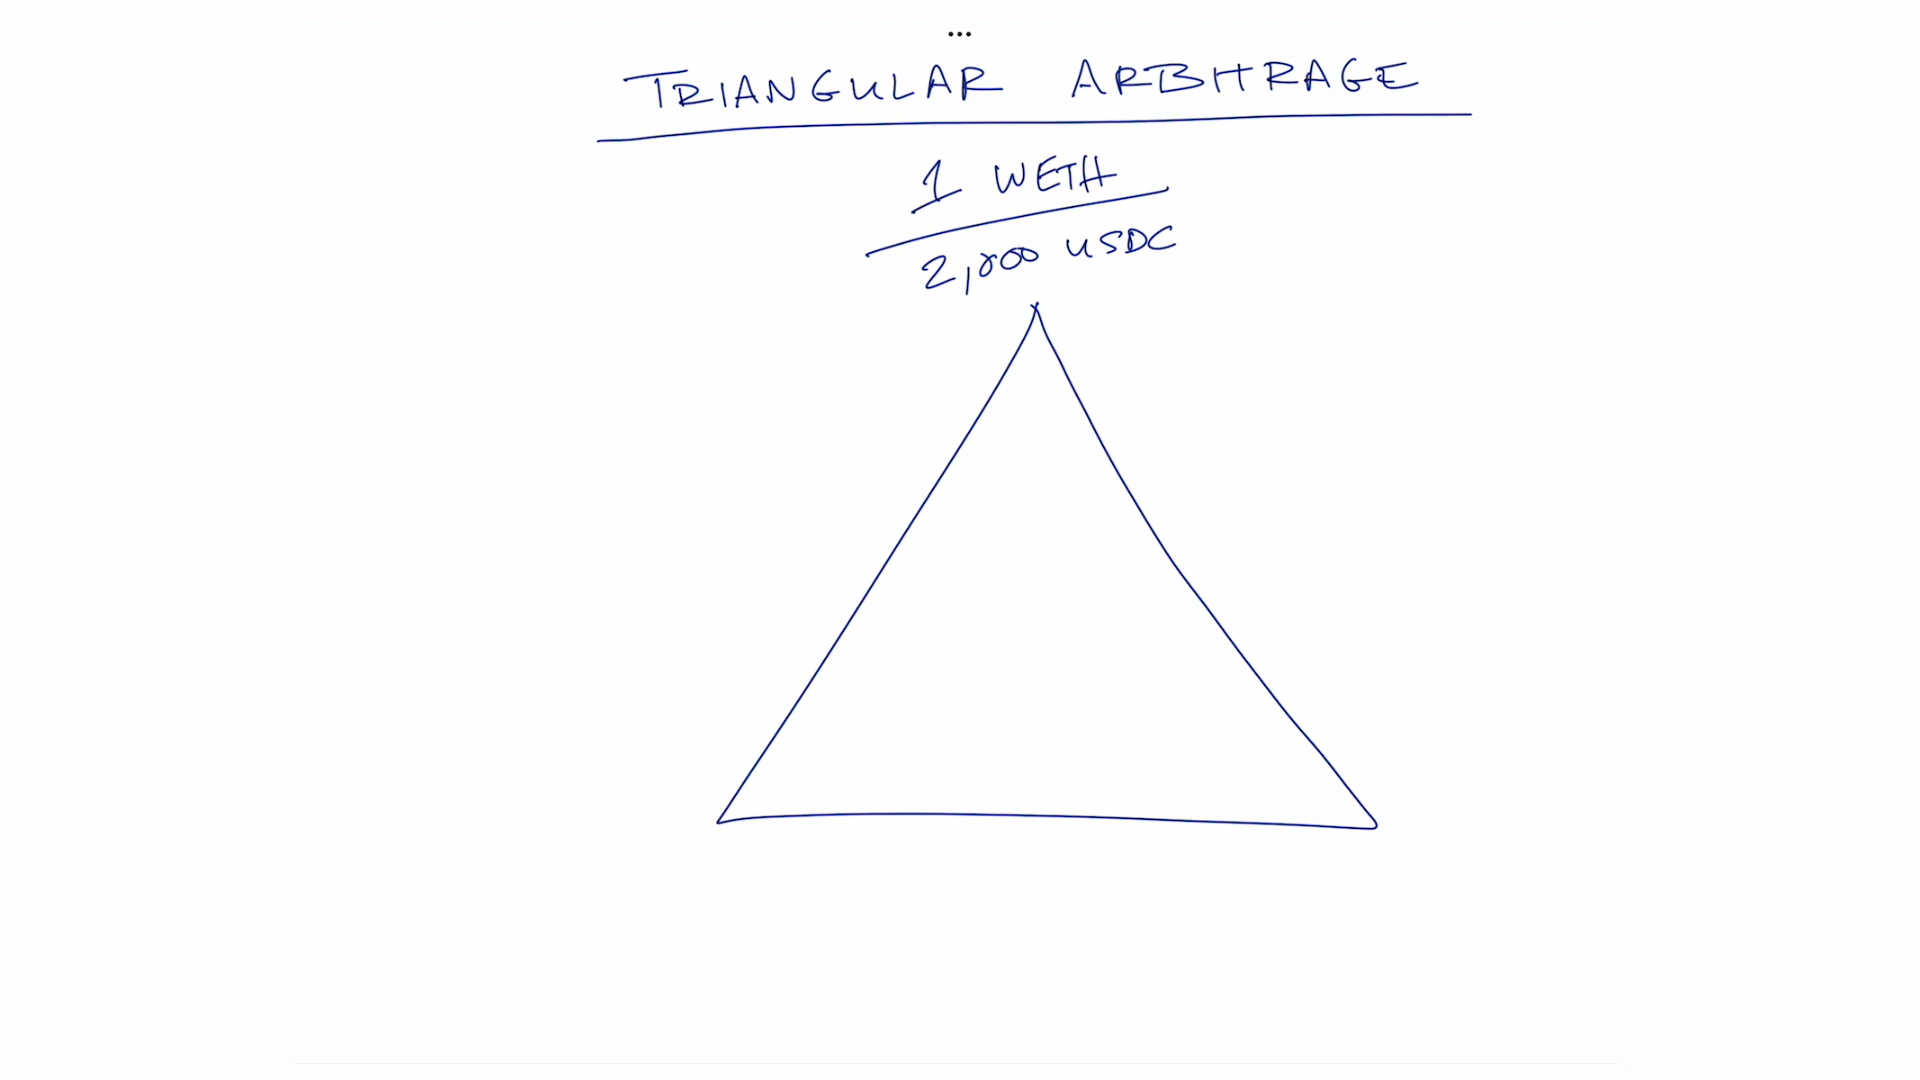 ...
TRIANGULAR ARBITRAGE
1 WETH
2,000 USDC